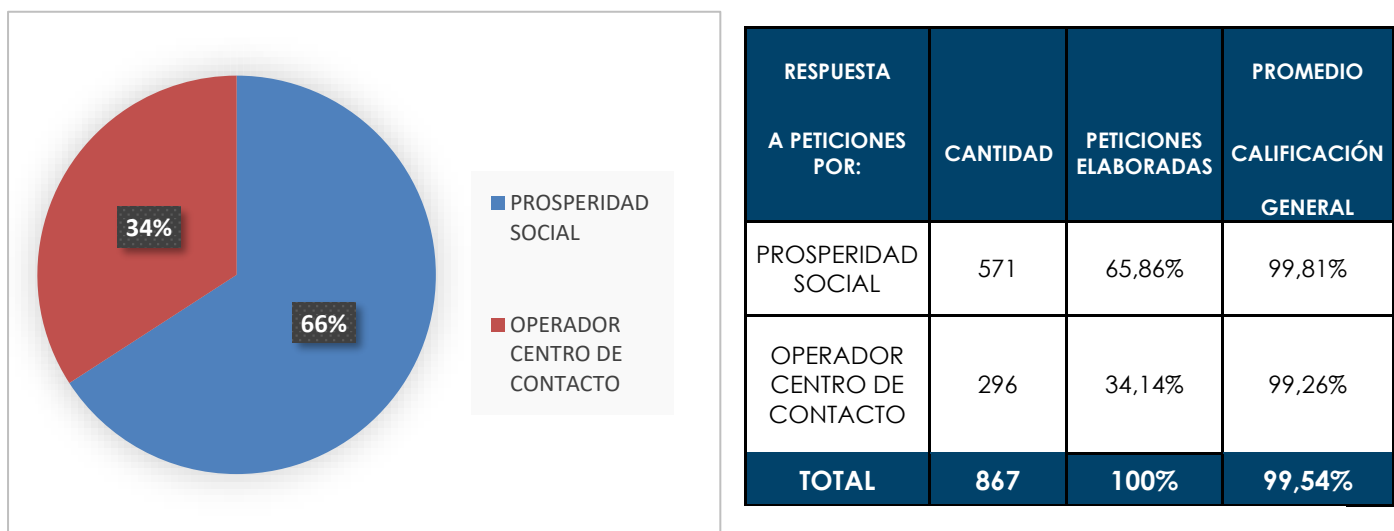 34%
66%
PROSPERIDAD
SOCIAL
OPERADOR
CENTRO DE
CONTACTO
RESPUESTA
A PETICIONES
POR:
CANTIDAD
PETICIONES
ELABORADAS
PROMEDIO
CALIFICACIÓN
GENERAL
PROSPERIDAD
SOCIAL
571
65,86%
99,81%
OPERADOR
CENTRO DE
CONTACTO
296
34,14%
99,26%
TOTAL
867
100%
99,54%